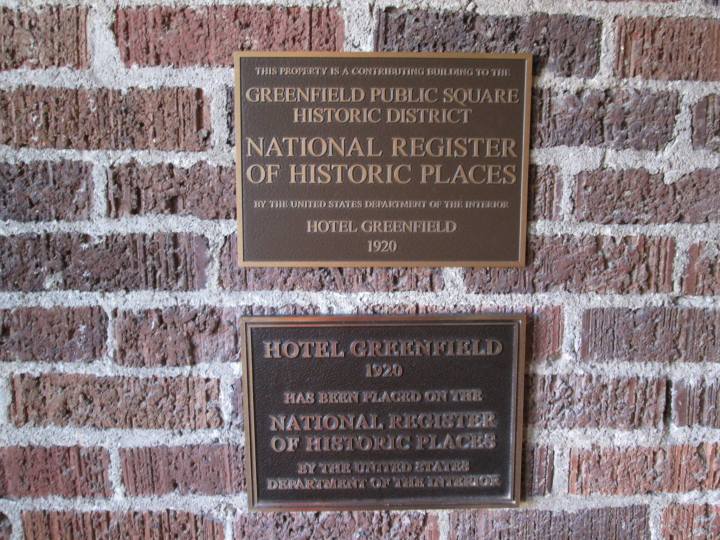 THIS PROPERTY IS A CONTRIBUTING BUILDING TO THE
GREENFIELD PUBLIC SQUARE
HISTORIC DISTRICT
NATIONAL REGISTER
OF HISTORIC PLACES
BY THE UNITED STATES DEPARTMENT OF THE INTERIOR
HOTEL GREENFIELD
1920
HOTEL GREENFIELD
1920
HAS BEEN PLACED ON THE
NATIONAL REGISTER
OF HISTORIC PLACES
BY THE UNITED STATES
DEPARTMENT OF THE INTERIOR